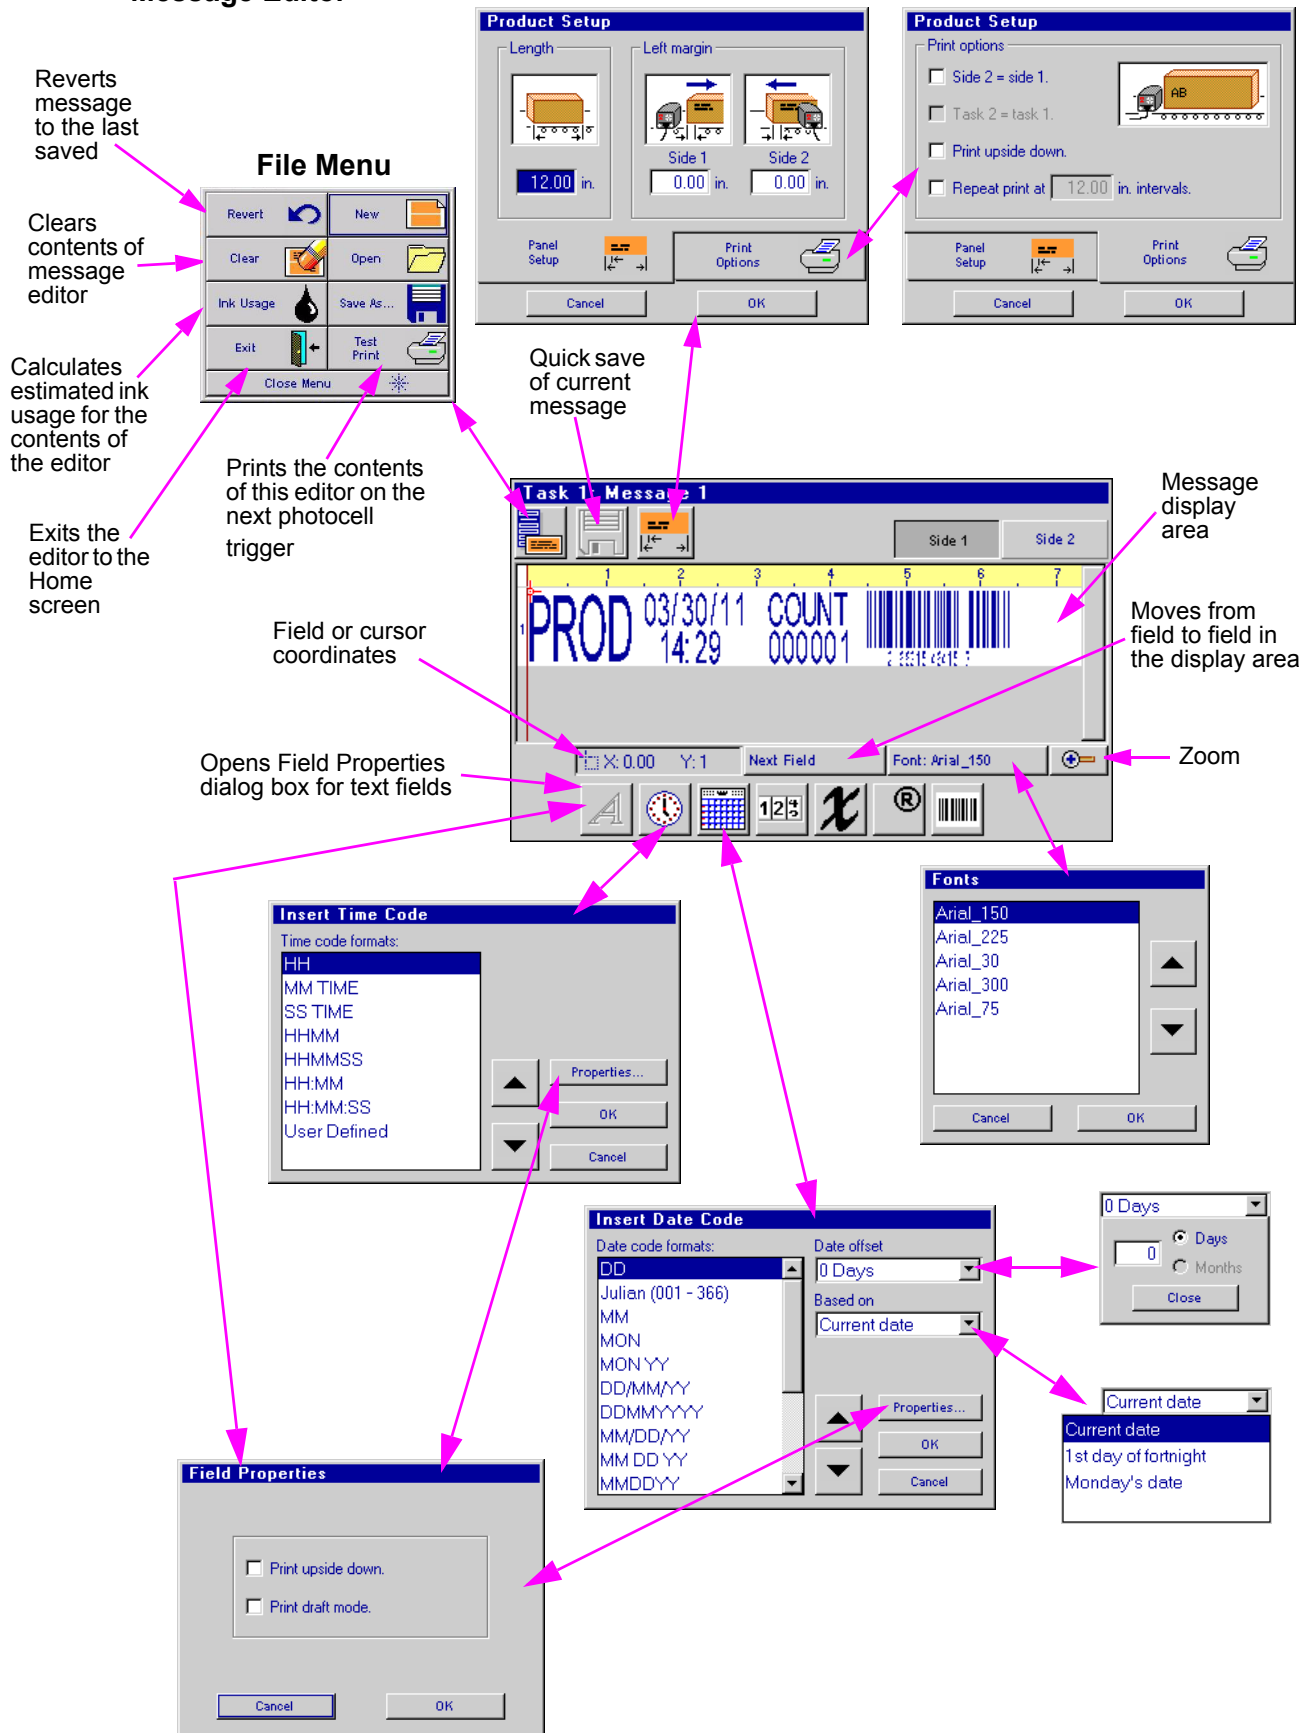 Message Editor
Product Setup
Length
Left margin
Side 1
Side 2
12.00 in.
0.00 in.
0.00 in.
Panel
Setup
Print
Options
Cancel
OK
Product Setup
Print options
Side 2 = side 1.
AB
Task 2 = task 1.
Print upside down.
Repeat print at 12.00 in. intervals.
Panel
Setup
Print
Options
Cancel
OK
Reverts
message
to the last
saved
File Menu
Revert
New
Clear
Open
Ink Usage
Save As...
Exit
Test
Print
Close Menu
Clears
contents of
message
editor
Calculates
estimated ink
usage for the
contents of
the editor
Exits the
editor to the
Home
screen
Prints the contents
of this editor on the
next photocell
trigger
Quick save
of current
message
Task 1: Message 1
Side 1
Side 2
1 2 3 4 5 6 7
1
PROD
03/30/11
14:29
COUNT
000001
X: 0.00 Y: 1
Next Field
Font: Arial_150
A
1 2 3 4 5
X
®
Message
display
area
Moves from
field to field in
the display area
Zoom
Field or cursor
coordinates
Opens Field Properties
dialog box for text fields
Fonts
Arial_150
Arial_225
Arial_30
Arial_300
Arial_75
Cancel
OK
Insert Time Code
Time code formats:
HH
MM TIME
SS TIME
HHMM
HHMMSS
HH:MM
HH:MM:SS
User Defined
Properties...
OK
Cancel
Insert Date Code
Date code formats:
DD
Julian (001 - 366)
MM
MON
MON YY
DD/MM/YY
DDMMYYYY
MM/DD/YY
MM DD YY
MMDDYY
Date offset
0 Days
Based on
Current date
Properties...
OK
Cancel
0 Days
0
Days
Months
Close
Current date
Current date
1st day of fortnight
Monday's date
Field Properties
Print upside down.
Print draft mode.
Cancel
OK